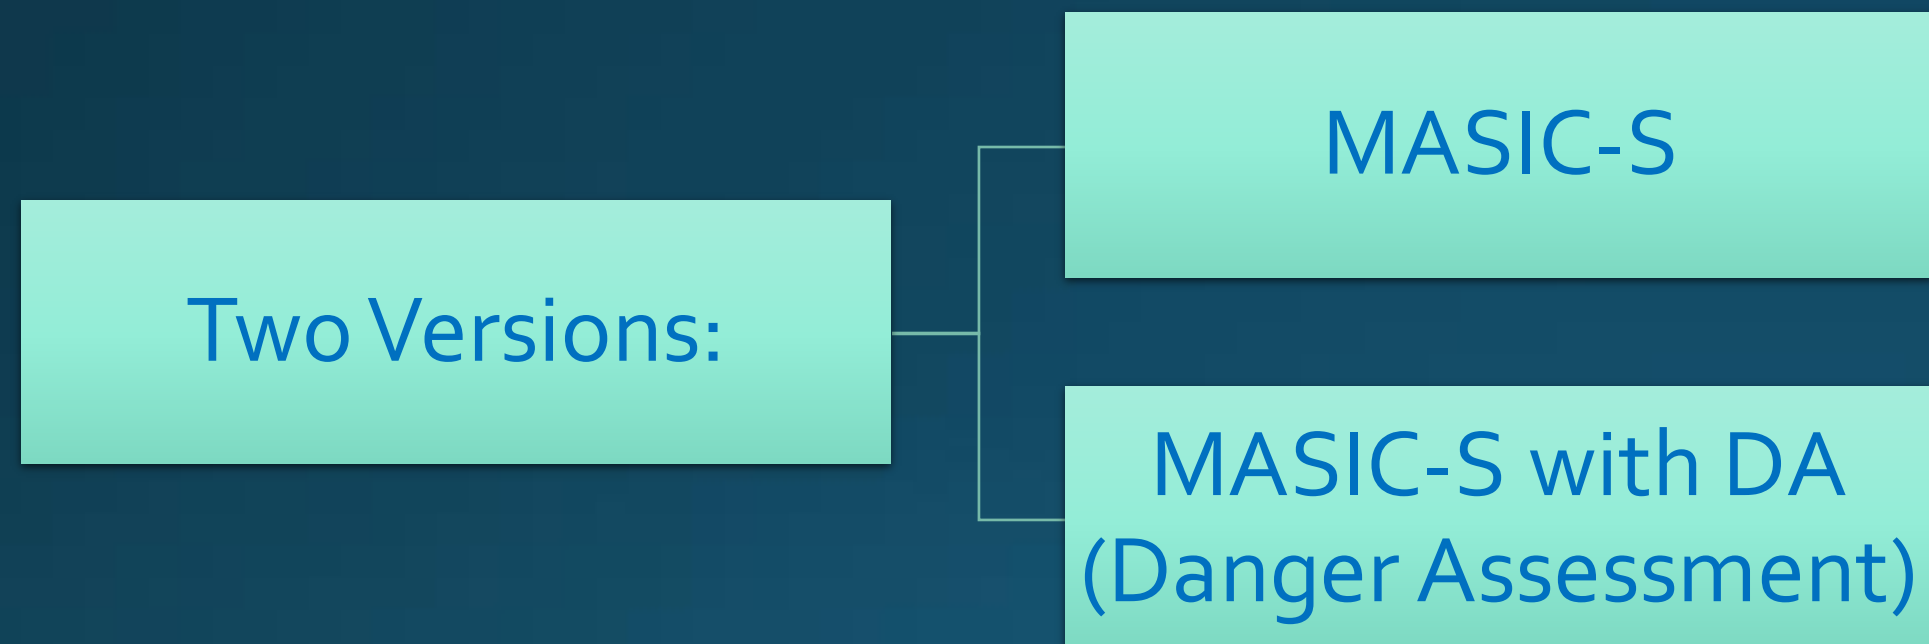 Two Versions:
MASIC-S
MASIC-S with DA
(Danger Assessment)